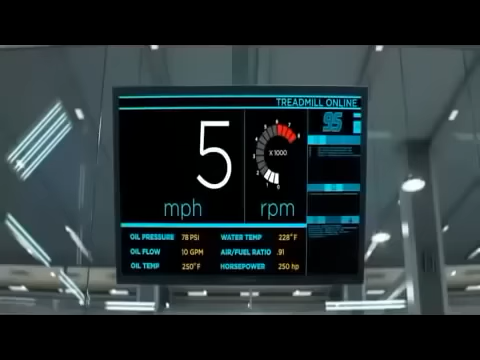 TREADMILL ONLINE
95
5
mph
X 1000
rpm
OIL PRESSURE 78 PSI
OIL FLOW 10 GPM
OIL TEMP 250°F
WATER TEMP 228°F
AIR/FUEL RATIO .91
HORSEPOWER 250 hp